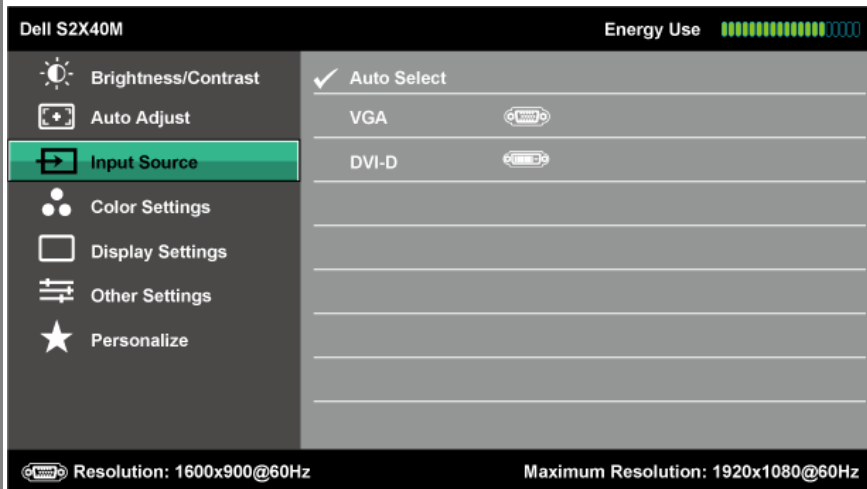 Dell S2X40M Energy Use
Brightness/Contrast Auto Select
Auto Adjust VGA
Input Source DVI-D
Color Settings
Display Settings
Other Settings
Personalize
Resolution: 1600x900@60Hz Maximum Resolution: 1920x1080@60Hz